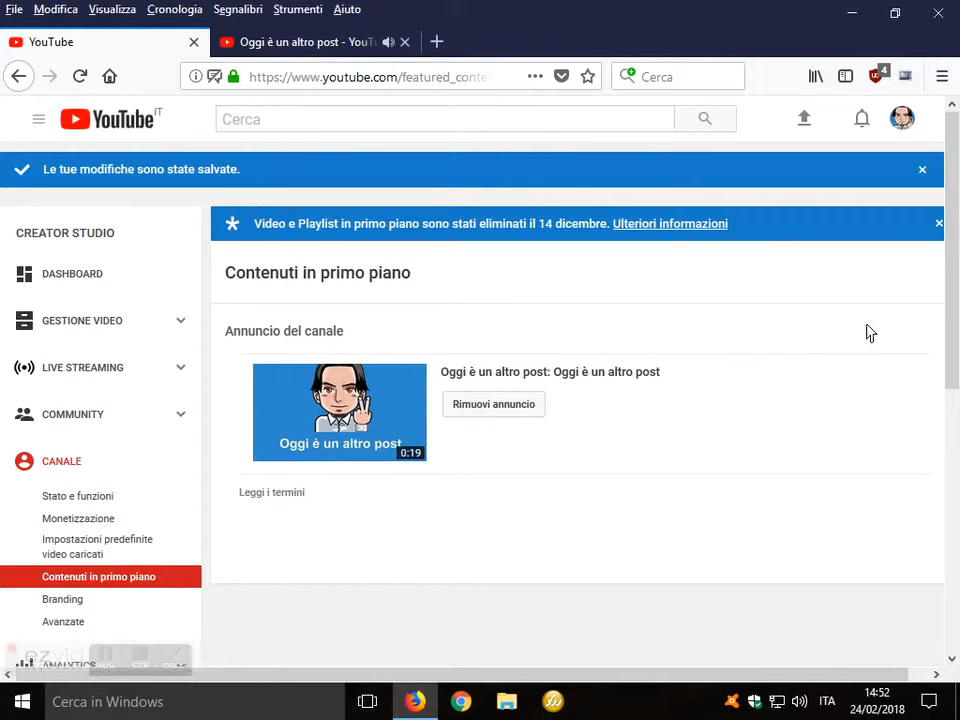 File Modifica Visualizza Cronologia Segnalibri Strumenti Aiuto
YouTube
Oggi è un altro post - YouT
https://www.youtube.com/featured_conte
Cerca
4
YouTube IT
Cerca
Le tue modifiche sono state salvate.
Video e Playlist in primo piano sono stati eliminati il 14 dicembre. Ulteriori informazioni
CREATOR STUDIO
Contenuti in primo piano
DASHBOARD
GESTIONE VIDEO
Annuncio del canale
LIVE STREAMING
Oggi è un altro post: Oggi è un altro post
Rimuovi annuncio
COMMUNITY
Oggi è un altro post
0:19
CANALE
Stato e funzioni
Leggi i termini
Monetizzazione
Impostazioni predefinite
video caricati
Contenuti in primo piano
Branding
Avanzate
ANALYTICS
STOP
Cerca in Windows
ITA
14:52
24/02/2018